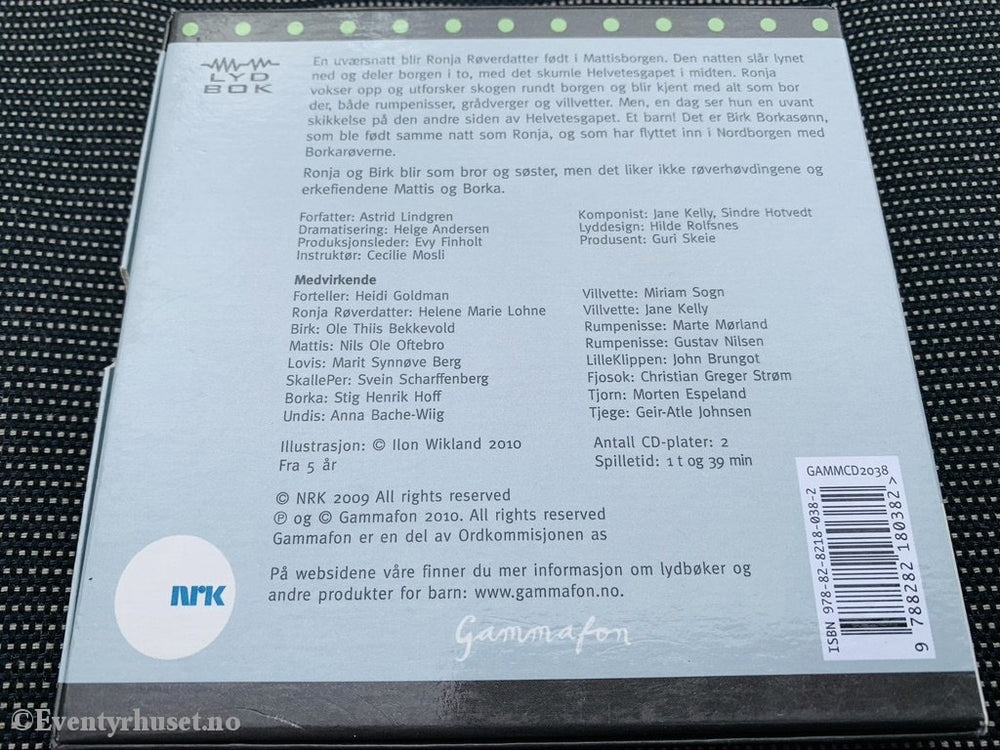 LYD
BOK
En uværsnatt blir Ronja Røverdatter født i Mattisborgen. Den natten slår lynet
ned og deler borgen i to, med det skumle Helvetesgapet i midten. Ronja
vokser opp og utforsker skogen rundt borgen og blir kjent med alt som bor
der, både rumpenisser, grådverger og villvetter. Men, en dag ser hun en uvant
skikkelse på den andre siden av Helvetesgapet. Et barn! Det er Birk Borkasønn,
som ble født samme natt som Ronja, og som har flyttet inn i Nordborgen med
Borkarøverne.
Ronja og Birk blir som bror og søster, men det liker ikke røverhøvdingene og
erkefiendene Mattis og Borka.
Forfatter: Astrid Lindgren
Dramatisering: Helge Andersen
Produksjonsleder: Evy Finholt
Instruktør: Cecilie Mosli
Komponist: Jane Kelly, Sindre Hotvedt
Lyddesign: Hilde Rolfsnes
Produsent: Guri Skeie
Medvirkende
Forteller: Heidi Goldman
Ronja Røverdatter: Helene Marie Lohne
Birk: Ole Thiis Bekkevold
Mattis: Nils Ole Oftebro
Lovis: Marit Synnøve Berg
SkallePer: Svein Scharffenberg
Borka: Stig Henrik Hoff
Undis: Anna Bache-Wiig
Villvette: Miriam Sogn
Villvette: Jane Kelly
Rumpenisse: Marte Mørland
Rumpenisse: Gustav Nilsen
LilleKlippen: John Brungot
Fjosok: Christian Greger Strøm
Tjorn: Morten Espeland
Tjege: Geir-Atle Johnsen
Illustrasjon: © Ilon Wikland 2010
Fra 5 år
Antall CD-plater: 2
Spilletid: 1 t og 39 min
© NRK 2009 All rights reserved
℗ og © Gammafon 2010. All rights reserved
Gammafon er en del av Ordkommisjonen as
På websidene våre finner du mer informasjon om lydbøker og
andre produkter for barn: www.gammafon.no.
NRK
Gammafon
GAMMCD2038
ISBN 978-82-8218-038-2
9 788282 180382 >
©Eventyrhuset.no